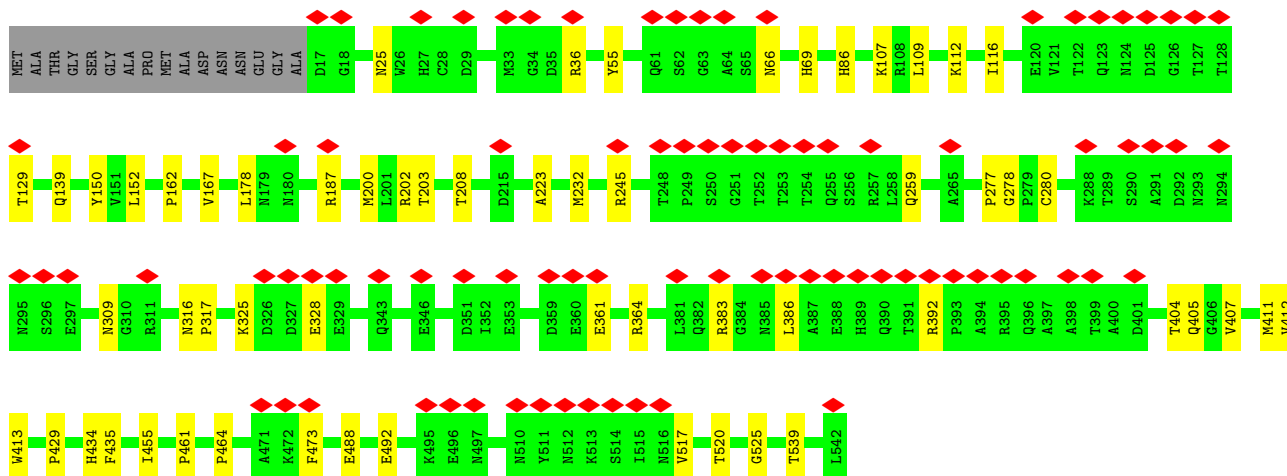 MET ALA THR GLY SER GLY ALA PRO MET ALA ASP ASN ASN GLU GLY ALA D17 G18 N25 W26 H27 C28 D29 M33 G34 D35 R36 Y55 Q61 S62 G63 A64 S65 N66 H69 H86 K107 R108 L109 K112 I116 E120 V121 T122 Q123 N124 D125 G126 T127 T128
T129 Q139 Y150 V151 L152 P162 V167 L178 N179 N180 R187 M200 L201 R202 T203 T208 D215 A223 M232 R245 T248 P249 S250 G251 T252 T253 T254 Q255 S256 R257 L258 Q259 A265 P277 G278 P279 C280 K288 T289 S290 A291 D292 N293 N294
N295 S296 E297 N309 G310 R311 N316 P317 K325 D326 D327 E328 E329 Q343 E346 D351 I352 E353 D359 E360 E361 R364 L381 Q382 R383 G384 N385 L386 A387 E388 H389 Q390 T391 R392 P393 A394 R395 Q396 A397 A398 T399 A400 D401 T404 Q405 G406 V407 M411
W413 P429 H434 F435 I455 P461 P464 A471 K472 F473 E488 E492 K495 E496 N497 N510 Y511 N512 K513 S514 I515 N516 V517 T520 G525 T539 L542